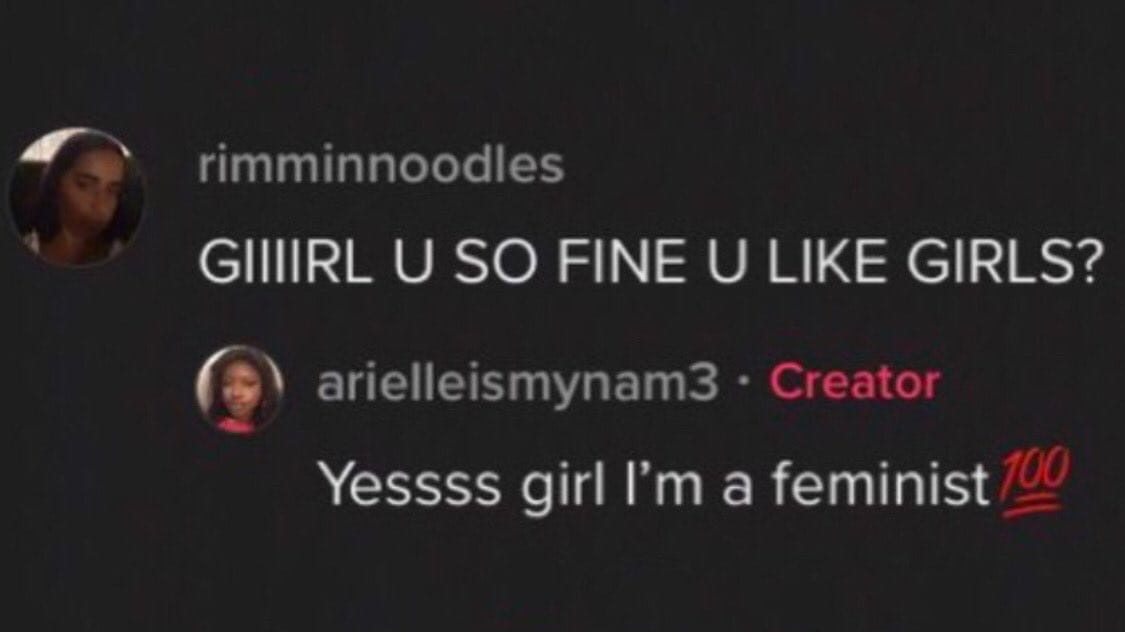 rimminnoodles
GIIIIRL U SO FINE U LIKE GIRLS?
arielleismynam3 · Creator
Yessss girl I’m a feminist💯